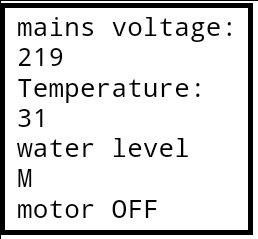 mains voltage:
219
Temperature:
31
water level
M
motor OFF